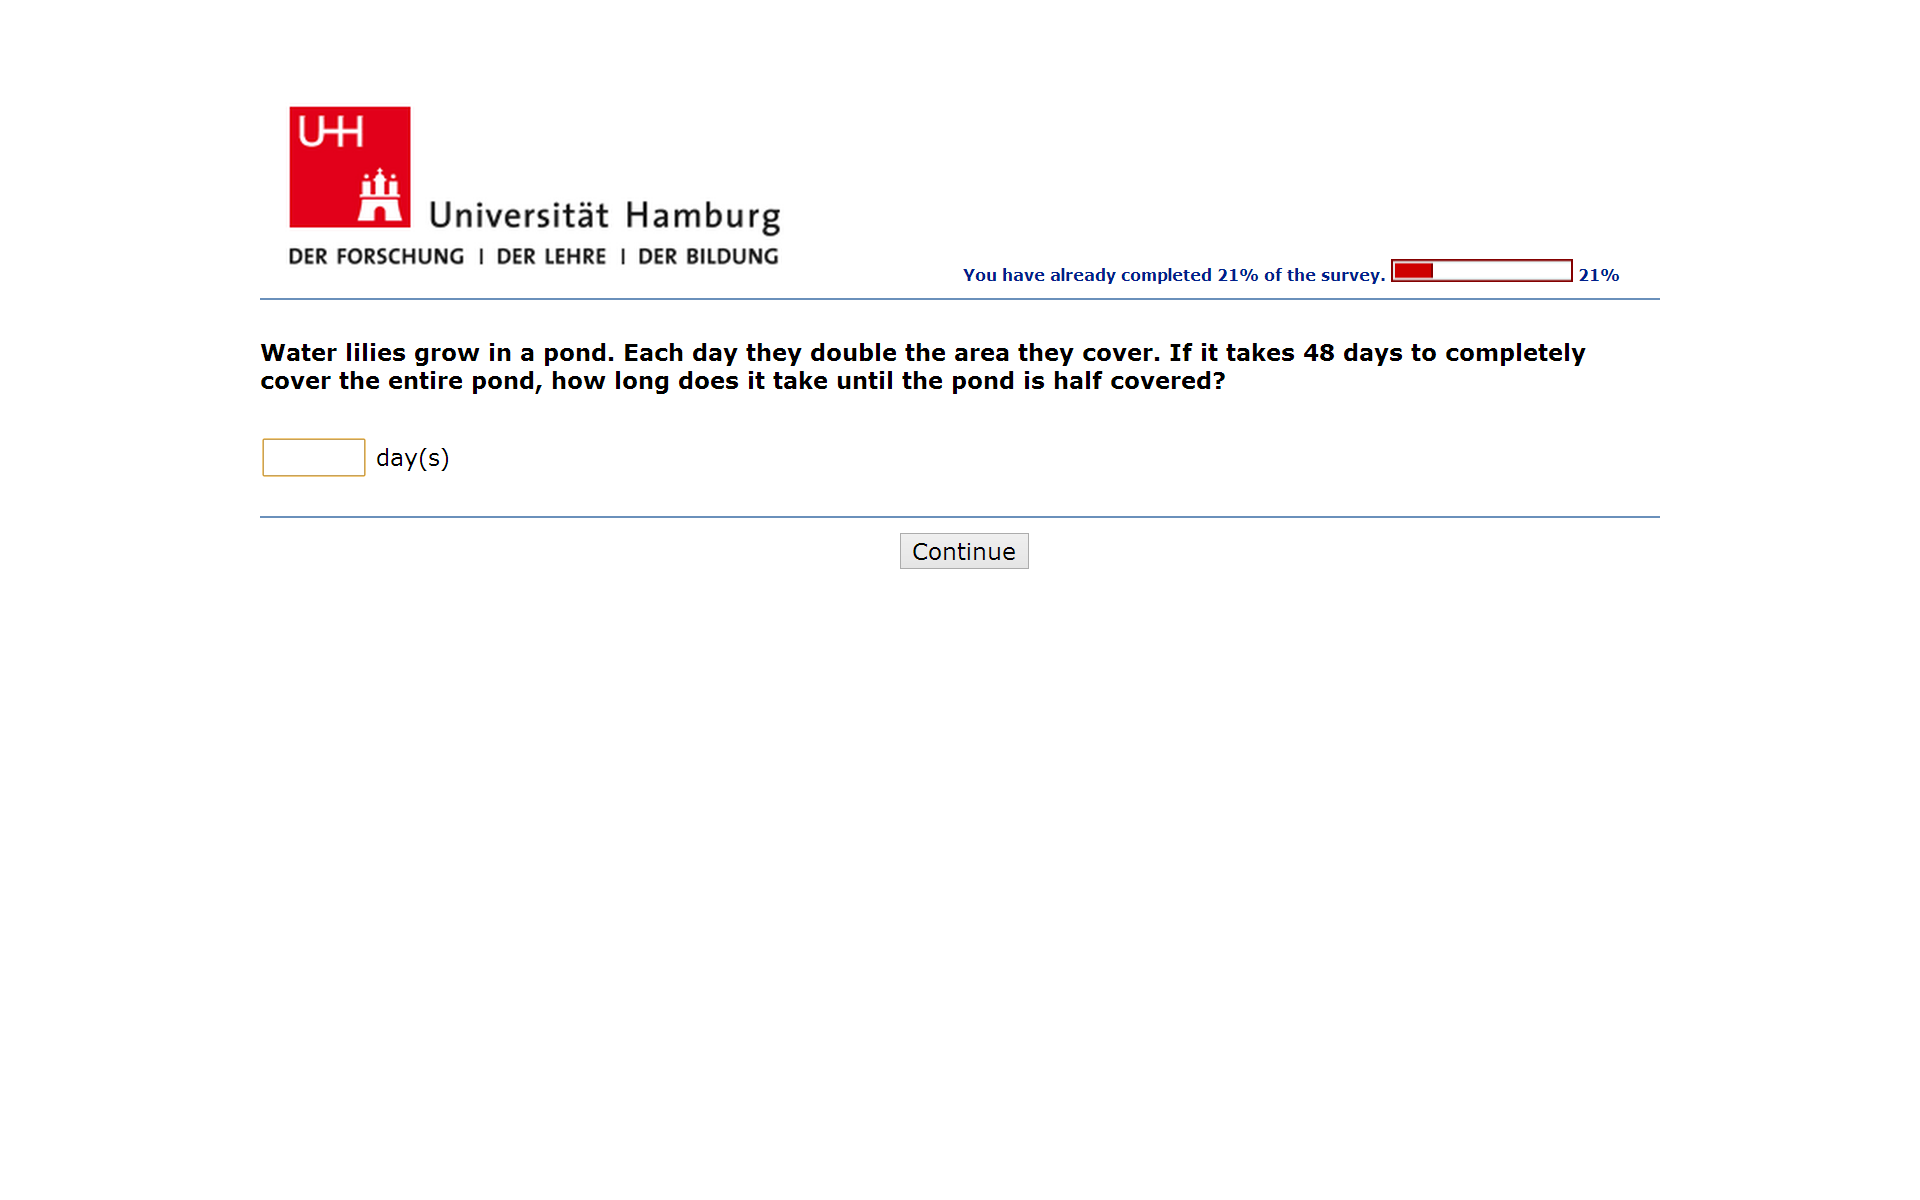 UHH
Universität Hamburg
DER FORSCHUNG | DER LEHRE | DER BILDUNG
You have already completed 21% of the survey. 21%
Water lilies grow in a pond. Each day they double the area they cover. If it takes 48 days to completely
cover the entire pond, how long does it take until the pond is half covered?
day(s)
Continue